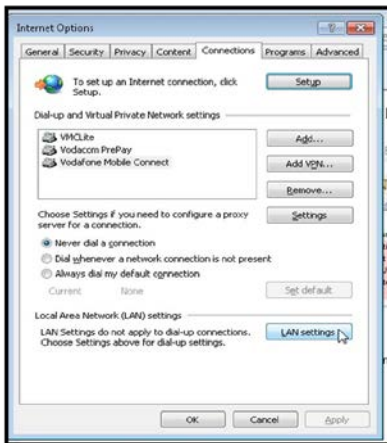 Internet Options
General Security Privacy Content Connections Programs Advanced
To set up an Internet connection, click
Setup.
Setup
Dial-up and Virtual Private Network settings
VMCLite
Vodacom PrePay
Vodafone Mobile Connect
Add...
Add VPN...
Remove...
Choose Settings if you need to configure a proxy
server for a connection.
Settings
Never dial a connection
Dial whenever a network connection is not present
Always dial my default connection
Current None
Set default
Local Area Network (LAN) settings
LAN Settings do not apply to dial-up connections.
Choose Settings above for dial-up settings.
LAN settings
OK Cancel Apply